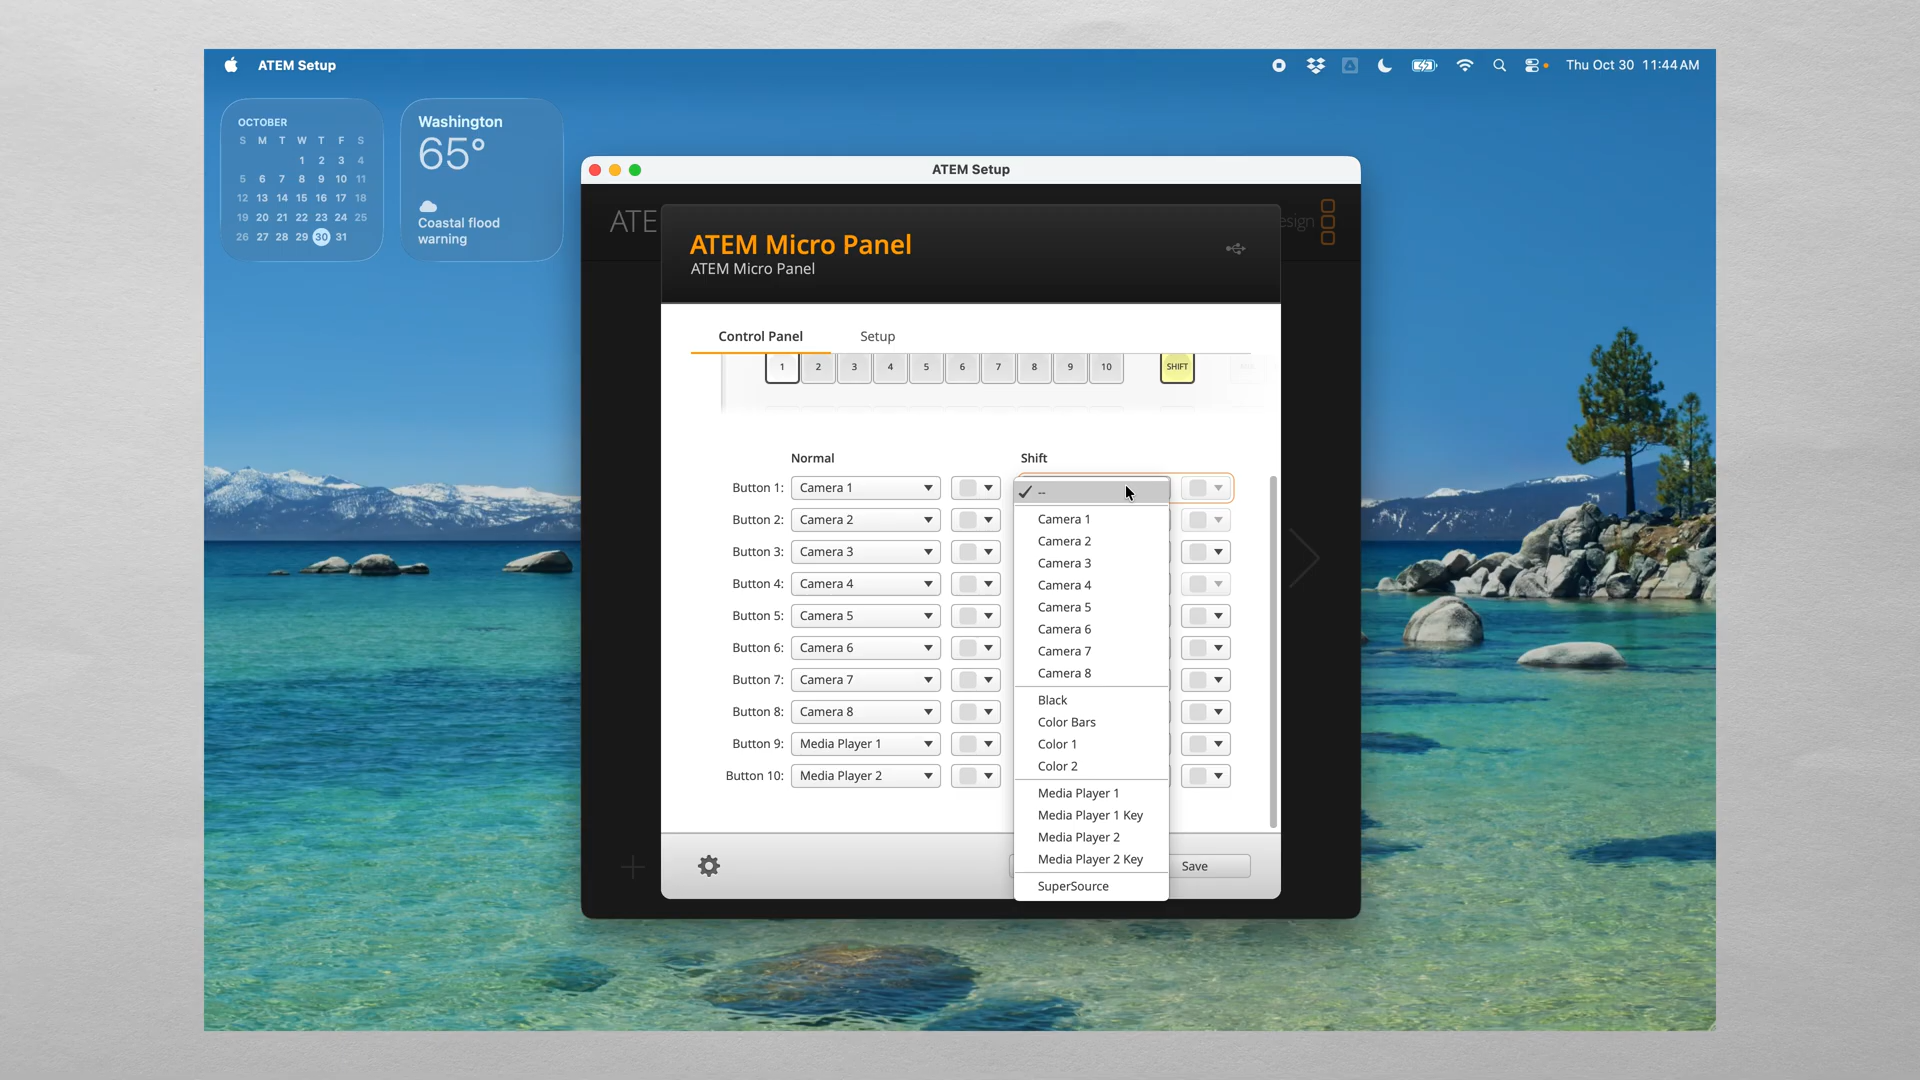 ATEM Setup
Thu Oct 30 11:44 AM
OCTOBER
S M T W T F S
1 2 3 4
5 6 7 8 9 10 11
12 13 14 15 16 17 18
19 20 21 22 23 24 25
26 27 28 29 30 31
Washington
65°
Coastal flood
warning
ATEM Setup
ATE
esign
ATEM Micro Panel
ATEM Micro Panel
Control Panel
Setup
1 2 3 4 5 6 7 8 9 10 SHIFT
Normal
Shift
Button 1: Camera 1
Button 2: Camera 2
Button 3: Camera 3
Button 4: Camera 4
Button 5: Camera 5
Button 6: Camera 6
Button 7: Camera 7
Button 8: Camera 8
Button 9: Media Player 1
Button 10: Media Player 2
--
Camera 1
Camera 2
Camera 3
Camera 4
Camera 5
Camera 6
Camera 7
Camera 8
Black
Color Bars
Color 1
Color 2
Media Player 1
Media Player 1 Key
Media Player 2
Media Player 2 Key
SuperSource
Save